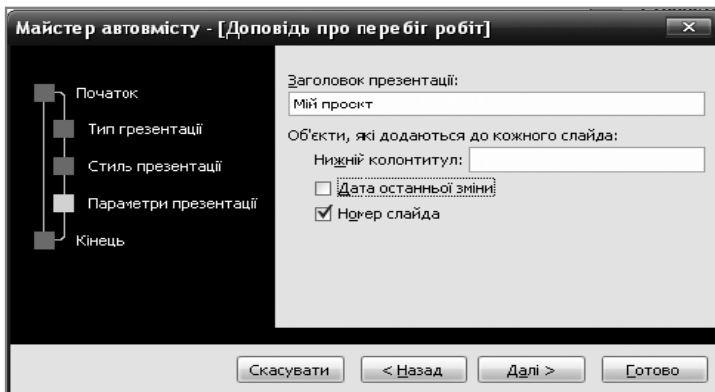 Майстер автовмісту - [Доповідь про перебіг робіт]
Початок
Тип презентації
Стиль презентації
Параметри презентації
Кінець
Заголовок презентації:
Мій проєкт
Об'єкти, які додаються до кожного слайда:
Нижній колонтитул:
Дата останньої зміни
Номер слайда
Скасувати
< Назад
Далі >
Готово